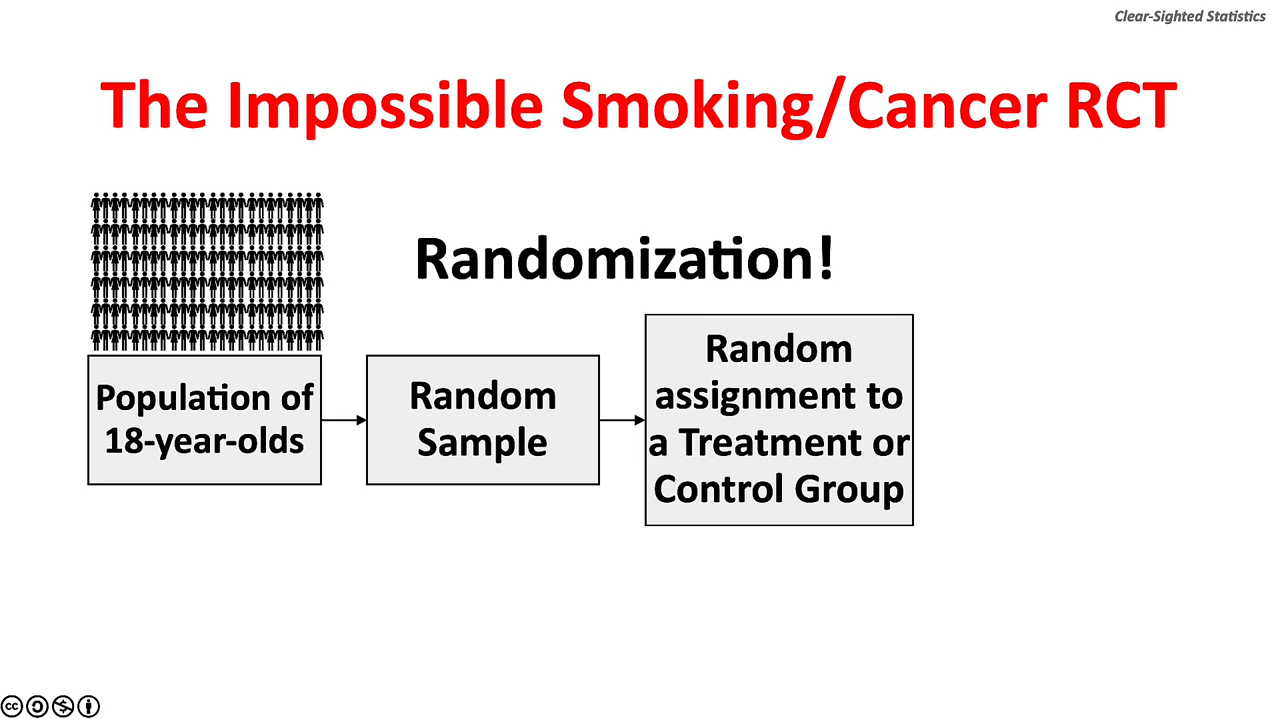 Clear-Sighted Statistics
The Impossible Smoking/Cancer RCT
Randomization!
Population of
18-year-olds
Random
Sample
Random
assignment to
a Treatment or
Control Group
cc